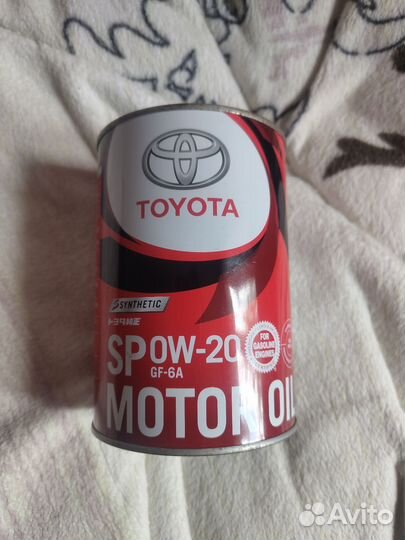 TOYOTA
SYNTHETIC
トヨタ純正
SP 0W-20
GF-6A
FOR
GASOLINE
ENGINES
MOTOR OIL
Avito